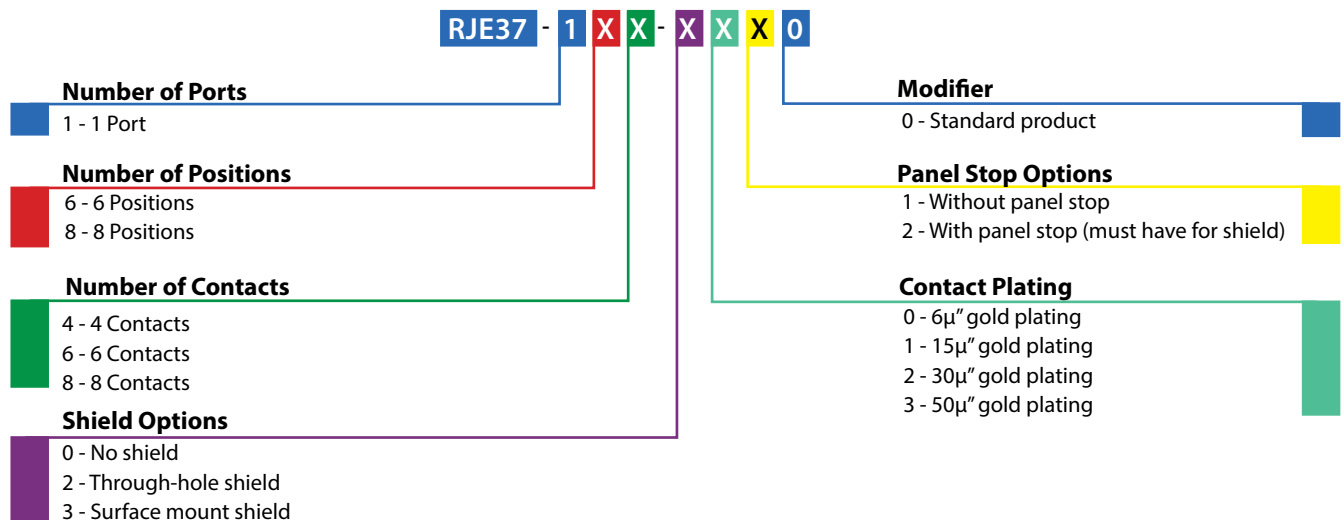 RJE37 - 1 X X - X X X 0
Number of Ports
1 - 1 Port
Number of Positions
6 - 6 Positions
8 - 8 Positions
Number of Contacts
4 - 4 Contacts
6 - 6 Contacts
8 - 8 Contacts
Shield Options
0 - No shield
2 - Through-hole shield
3 - Surface mount shield
Modifier
0 - Standard product
Panel Stop Options
1 - Without panel stop
2 - With panel stop (must have for shield)
Contact Plating
0 - 6µ” gold plating
1 - 15µ” gold plating
2 - 30µ” gold plating
3 - 50µ” gold plating